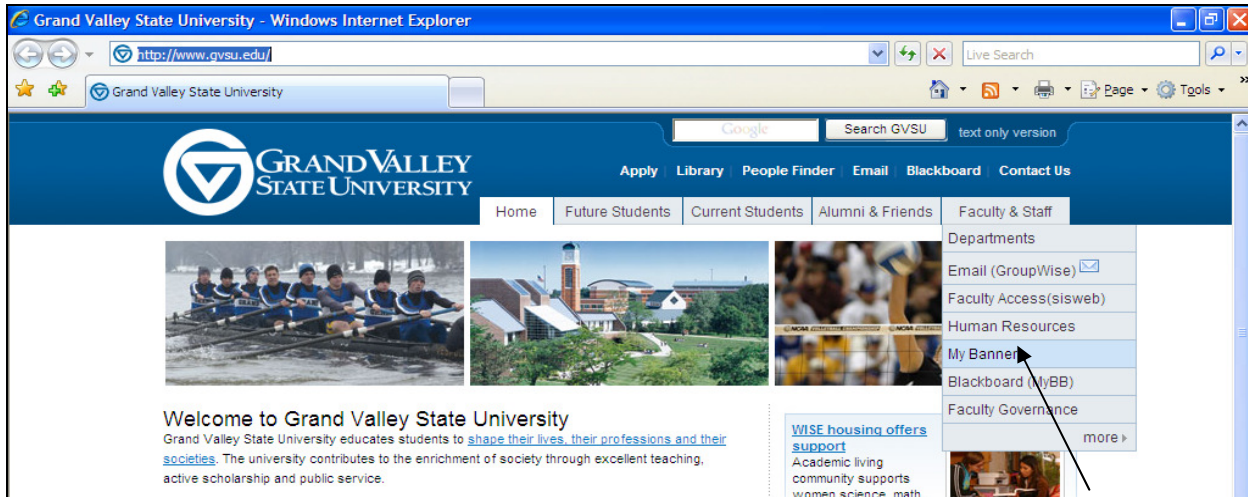 Grand Valley State University - Windows Internet Explorer
http://www.gvsu.edu/
Live Search
Grand Valley State University
Page
Tools
»
Google
Search GVSU
text only version
GRAND VALLEY
STATE UNIVERSITY
Apply | Library | People Finder | Email | Blackboard | Contact Us
Home
Future Students
Current Students
Alumni & Friends
Faculty & Staff
Departments
Email (GroupWise)
Faculty Access(sisweb)
Human Resources
My Banner
Blackboard (MyBB)
Faculty Governance
more
Welcome to Grand Valley State University
Grand Valley State University educates students to shape their lives, their professions and their
societies. The university contributes to the enrichment of society through excellent teaching,
active scholarship and public service.
WISE housing offers
support
Academic living
community supports
women science, math